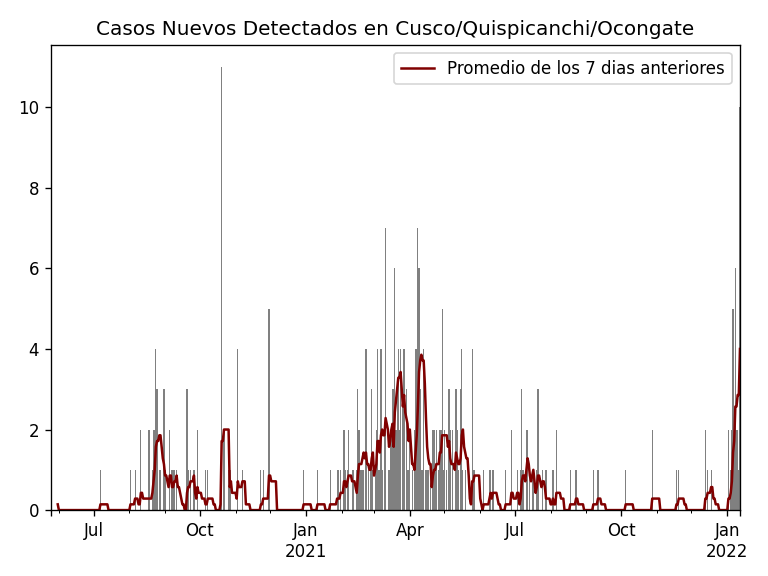 Casos Nuevos Detectados en Cusco/Quispicanchi/Ocongate
Promedio de los 7 dias anteriores
10
8
6
4
2
0
Jul Oct Jan Apr Jul Oct Jan
2021 2022